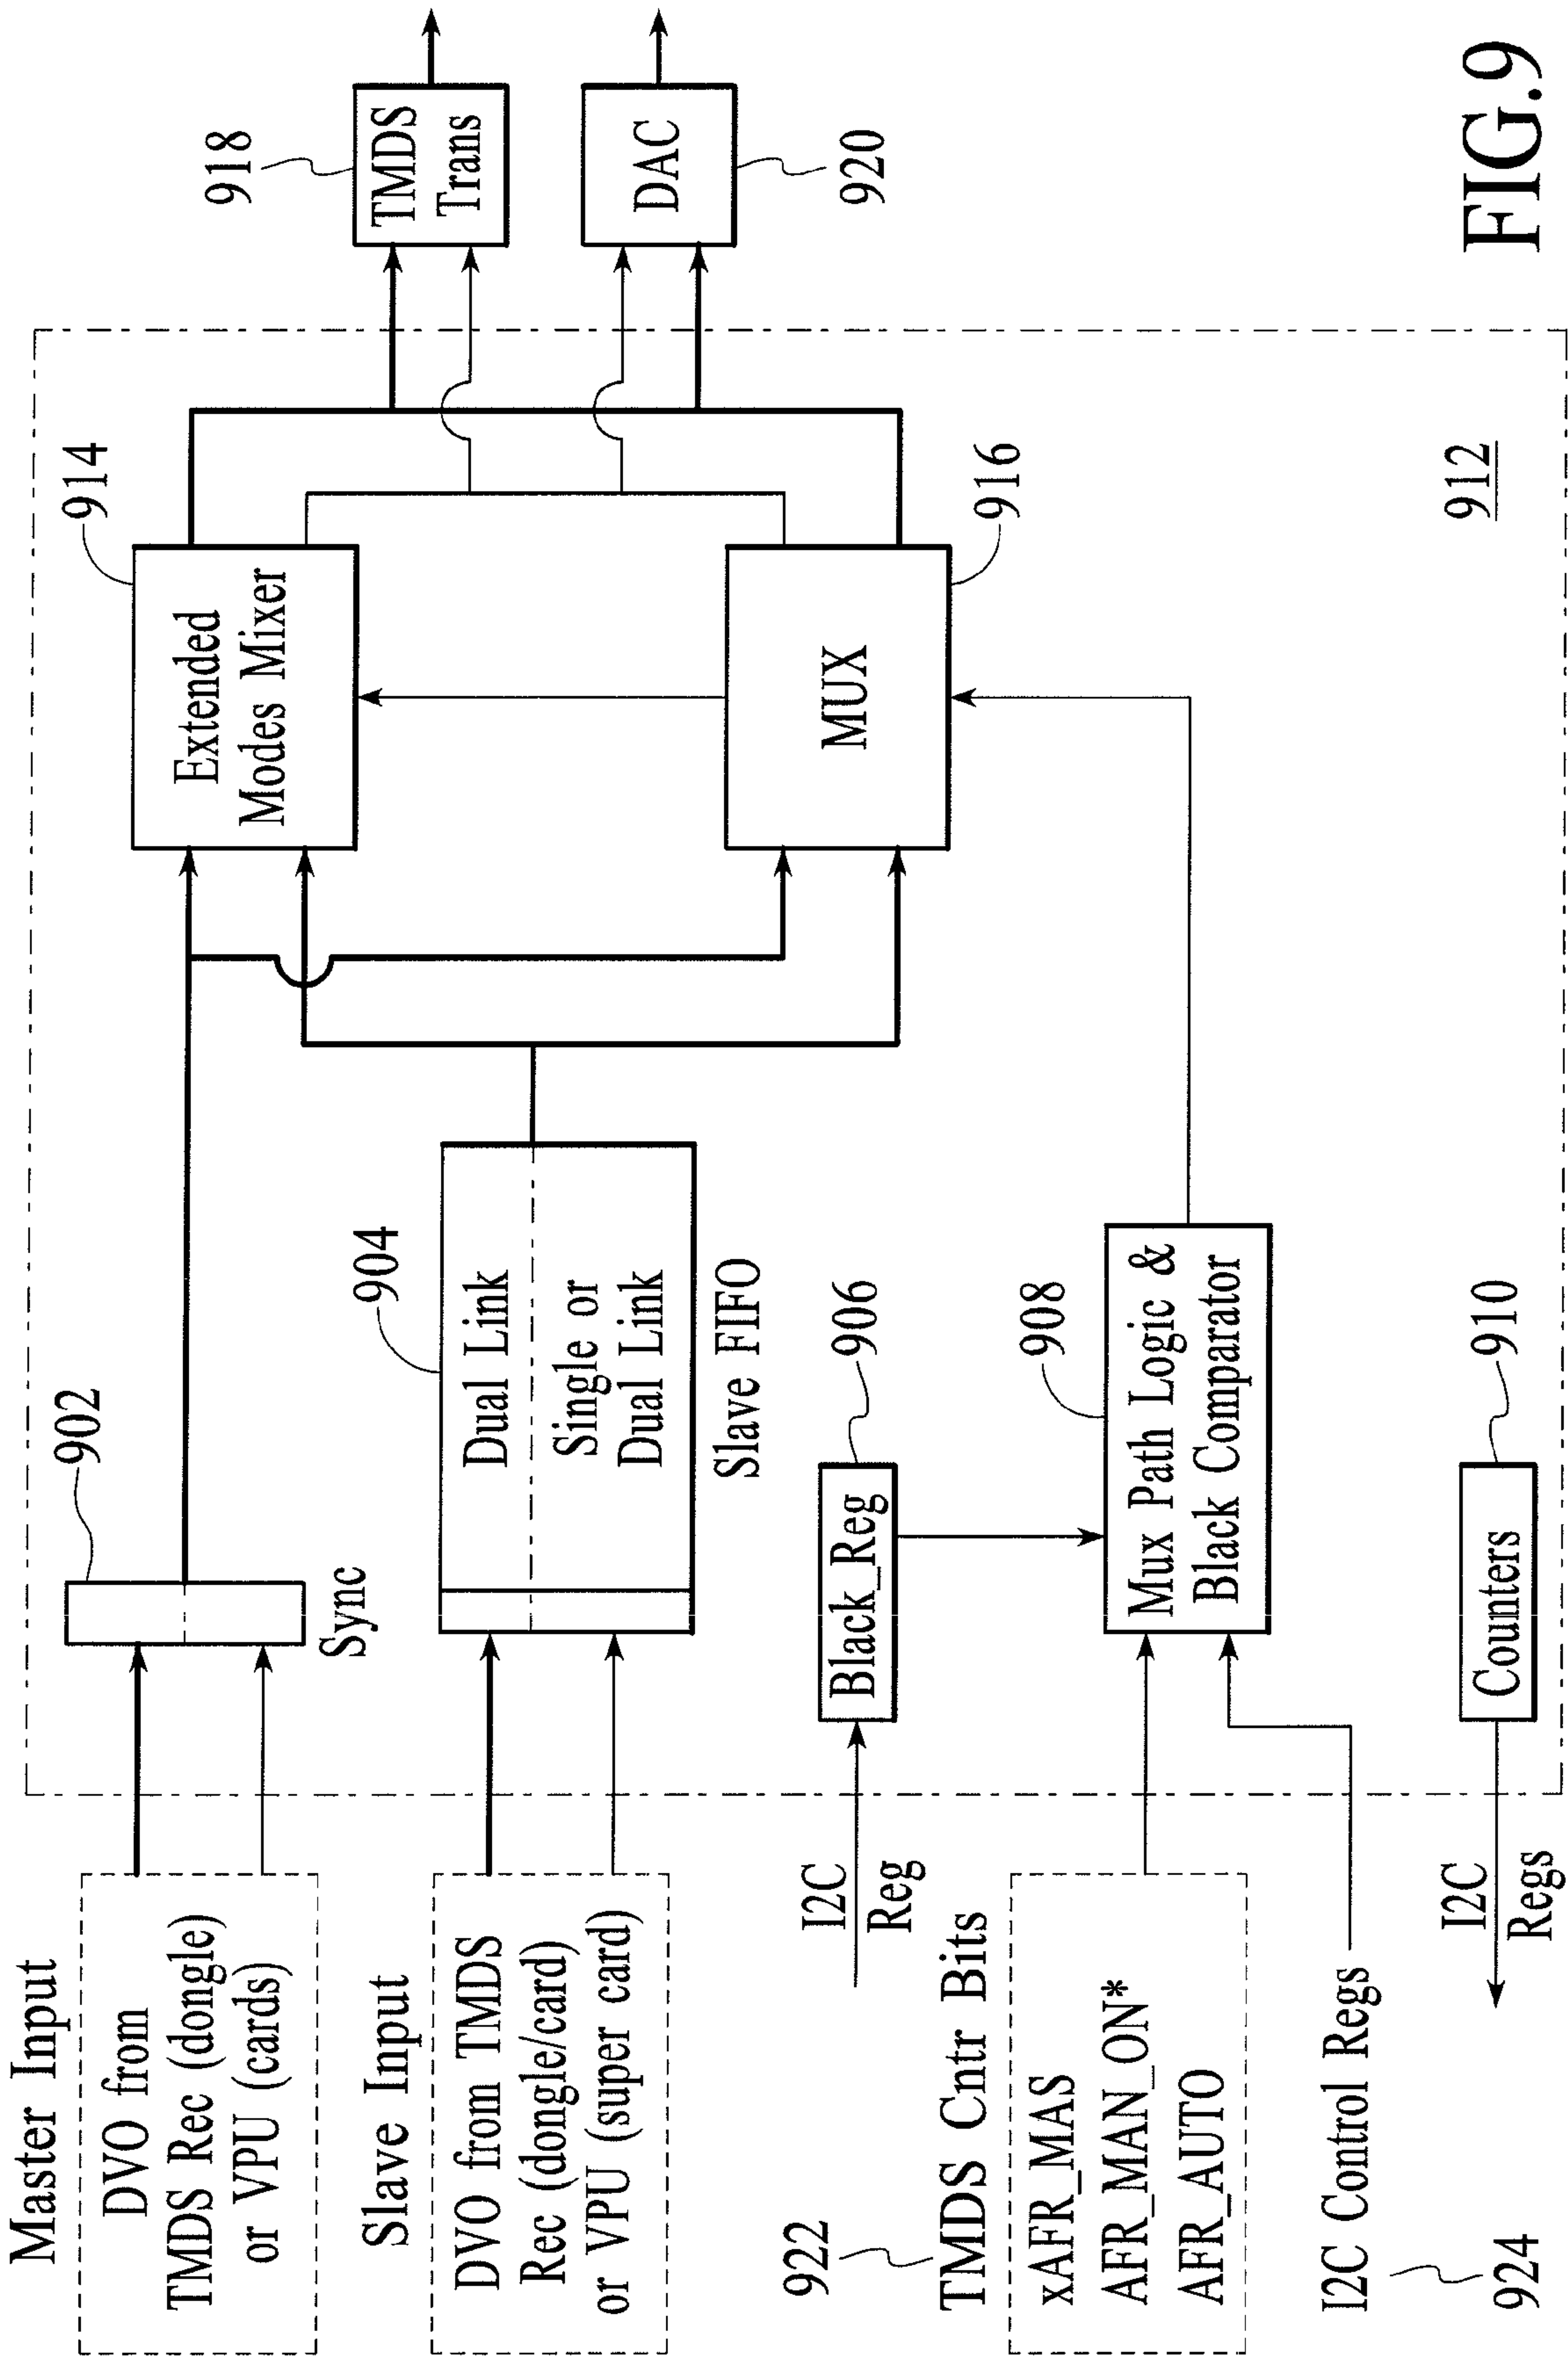 Master Input
DVO from
TMDS Rec (dongle)
or VPU (cards)
Slave Input
DVO from TMDS
Rec (dongle/card)
or VPU (super card)
I2C
Reg
922
TMDS Cntr Bits
xAFR_MAS
AFR_MAN_ON*
AFR_AUTO
I2C Control Regs
924
I2C
Regs
902
Sync
904
Dual Link
Single or
Dual Link
Slave FIFO
906
Black_Reg
908
Mux Path Logic &
Black Comparator
910
Counters
914
Extended
Modes Mixer
MUX
916
912
918
TMDS
Trans
DAC
920
FIG.9